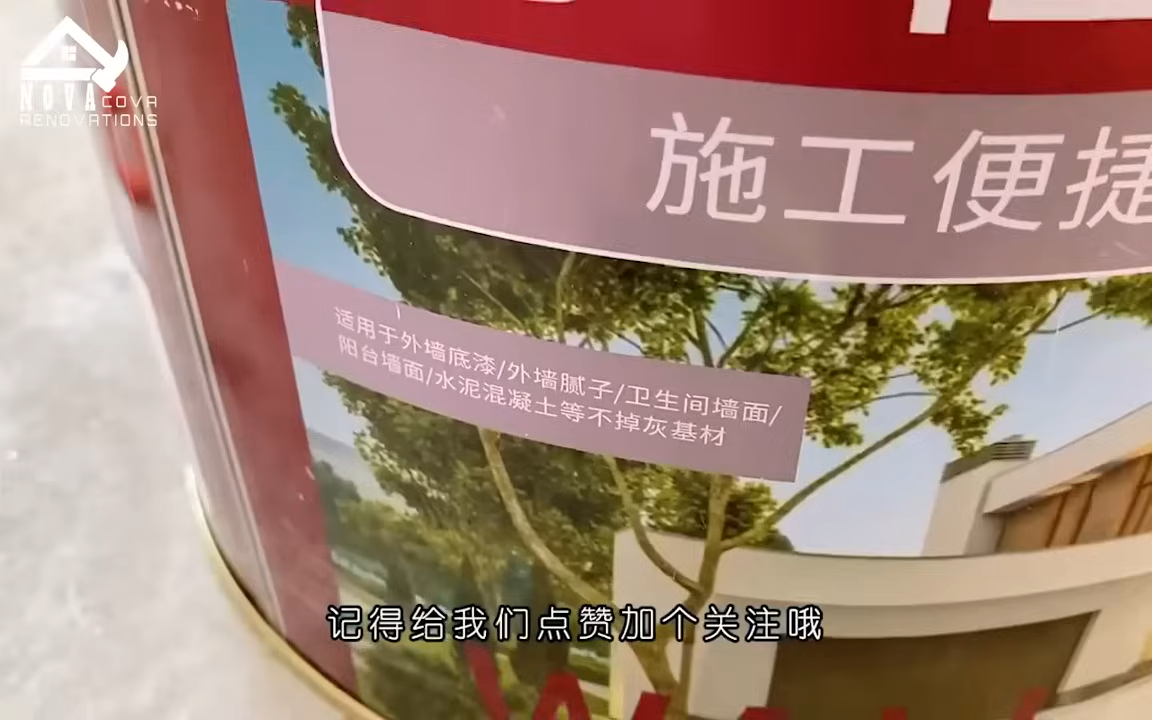 NOVA COVA
RENOVATIONS
施工便捷
适用于外墙底漆/外墙腻子/卫生间墙面/
阳台墙面/水泥混凝土等不掉灰基材
记得给我们点赞加个关注哦